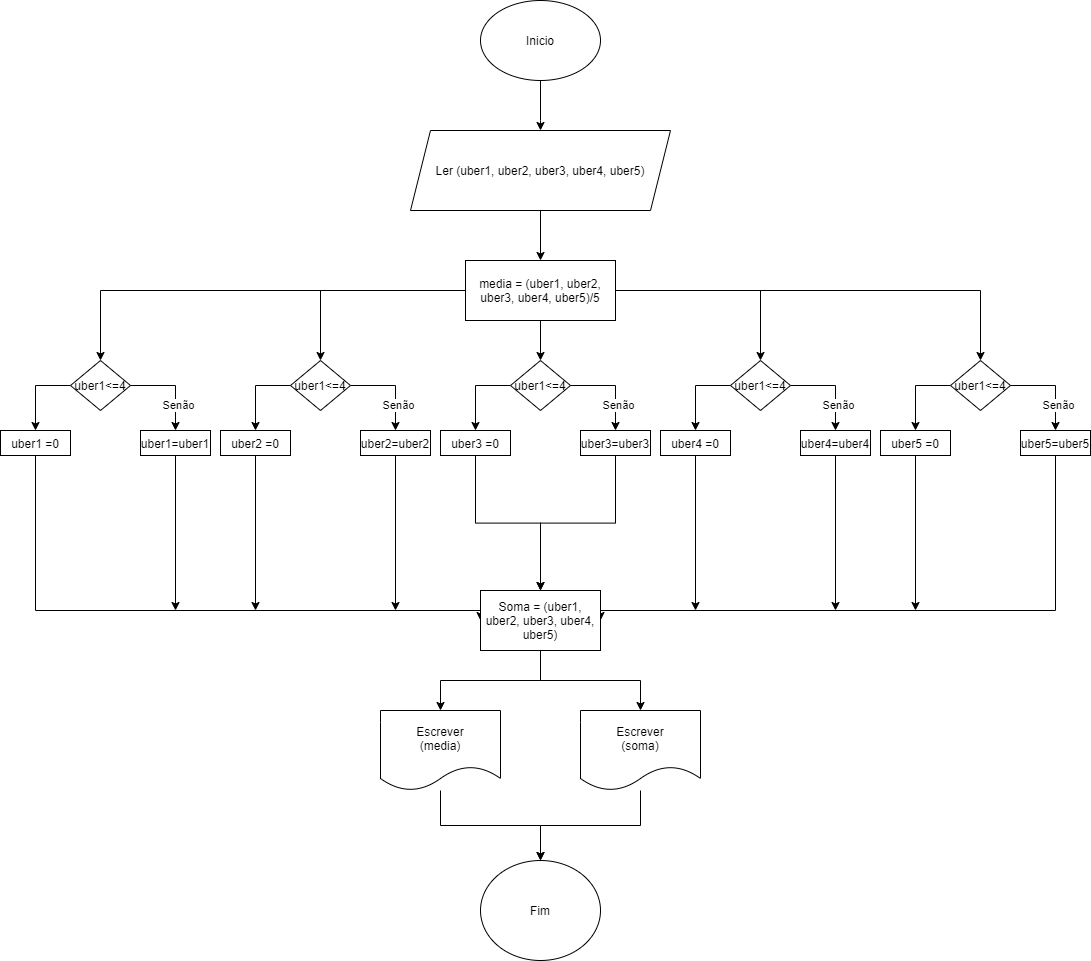 Inicio
Ler (uber1, uber2, uber3, uber4, uber5)
media = (uber1, uber2,
uber3, uber4, uber5)/5
uber1<=4
uber1<=4
uber1<=4
uber1<=4
uber1<=4
Senão
Senão
Senão
Senão
Senão
uber1 =0
uber1=uber1
uber2 =0
uber2=uber2
uber3 =0
uber3=uber3
uber4 =0
uber4=uber4
uber5 =0
uber5=uber5
Soma = (uber1,
uber2, uber3, uber4,
uber5)
Escrever
(media)
Escrever
(soma)
Fim